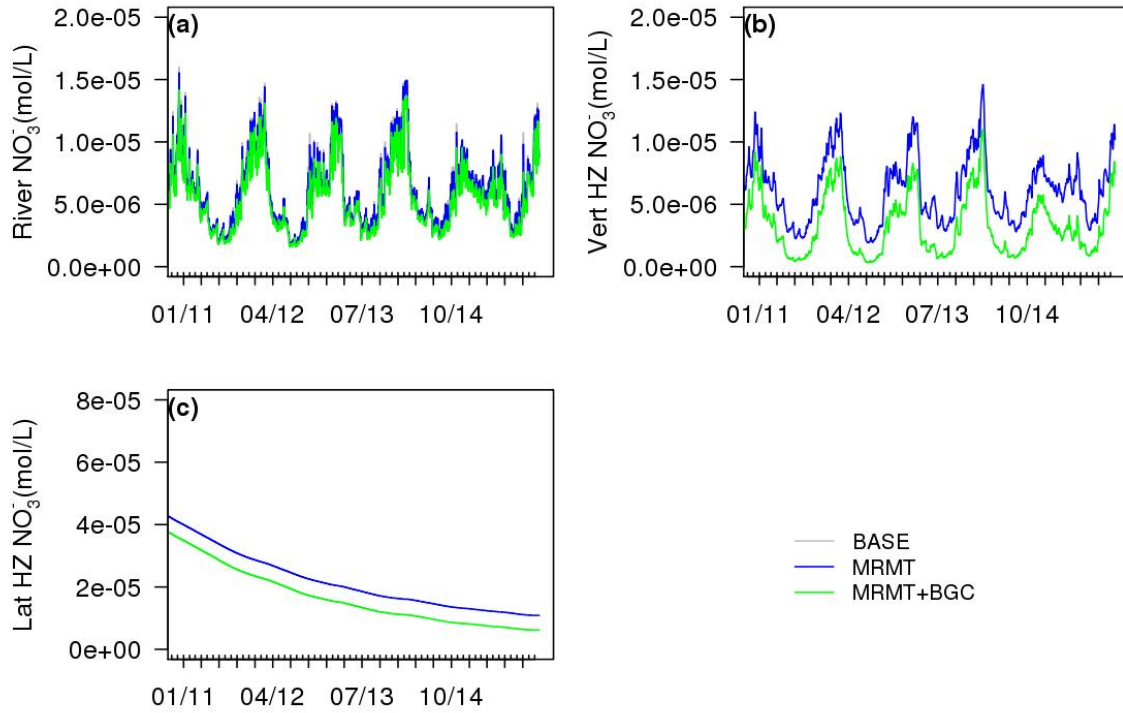 (a)
River NO₃⁻(mol/L)
2.0e-05
1.5e-05
1.0e-05
5.0e-06
0.0e+00
01/11 04/12 07/13 10/14
(b)
Vert HZ NO₃⁻(mol/L)
2.0e-05
1.5e-05
1.0e-05
5.0e-06
0.0e+00
01/11 04/12 07/13 10/14
(c)
Lat HZ NO₃⁻(mol/L)
8e-05
6e-05
4e-05
2e-05
0e+00
01/11 04/12 07/13 10/14
BASE
MRMT
MRMT+BGC